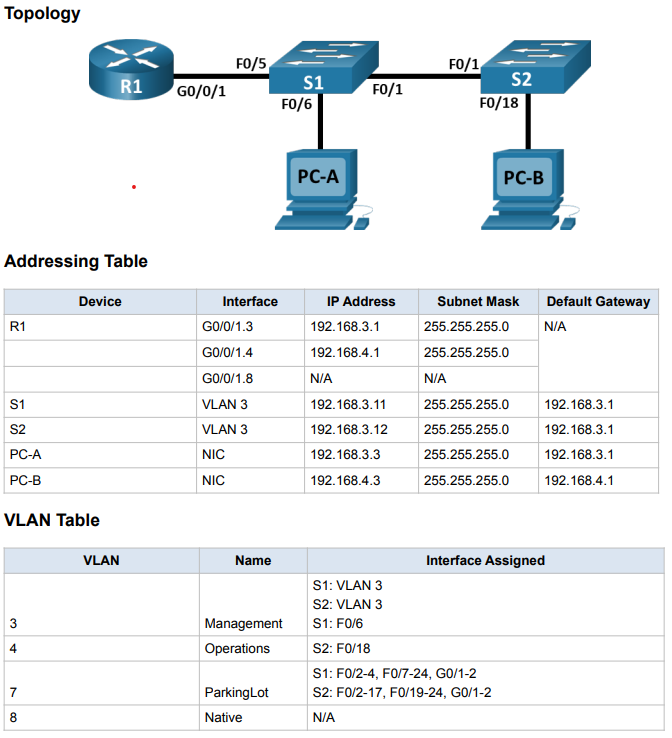 Topology
F0/5 F0/1
R1 G0/0/1 S1 F0/1 S2
F0/6 F0/18
PC-A PC-B
Addressing Table
Device Interface IP Address Subnet Mask Default Gateway
R1 G0/0/1.3 192.168.3.1 255.255.255.0 N/A
G0/0/1.4 192.168.4.1 255.255.255.0
G0/0/1.8 N/A N/A
S1 VLAN 3 192.168.3.11 255.255.255.0 192.168.3.1
S2 VLAN 3 192.168.3.12 255.255.255.0 192.168.3.1
PC-A NIC 192.168.3.3 255.255.255.0 192.168.3.1
PC-B NIC 192.168.4.3 255.255.255.0 192.168.4.1
VLAN Table
VLAN Name Interface Assigned
S1: VLAN 3
S2: VLAN 3
3 Management S1: F0/6
4 Operations S2: F0/18
S1: F0/2-4, F0/7-24, G0/1-2
7 ParkingLot S2: F0/2-17, F0/19-24, G0/1-2
8 Native N/A